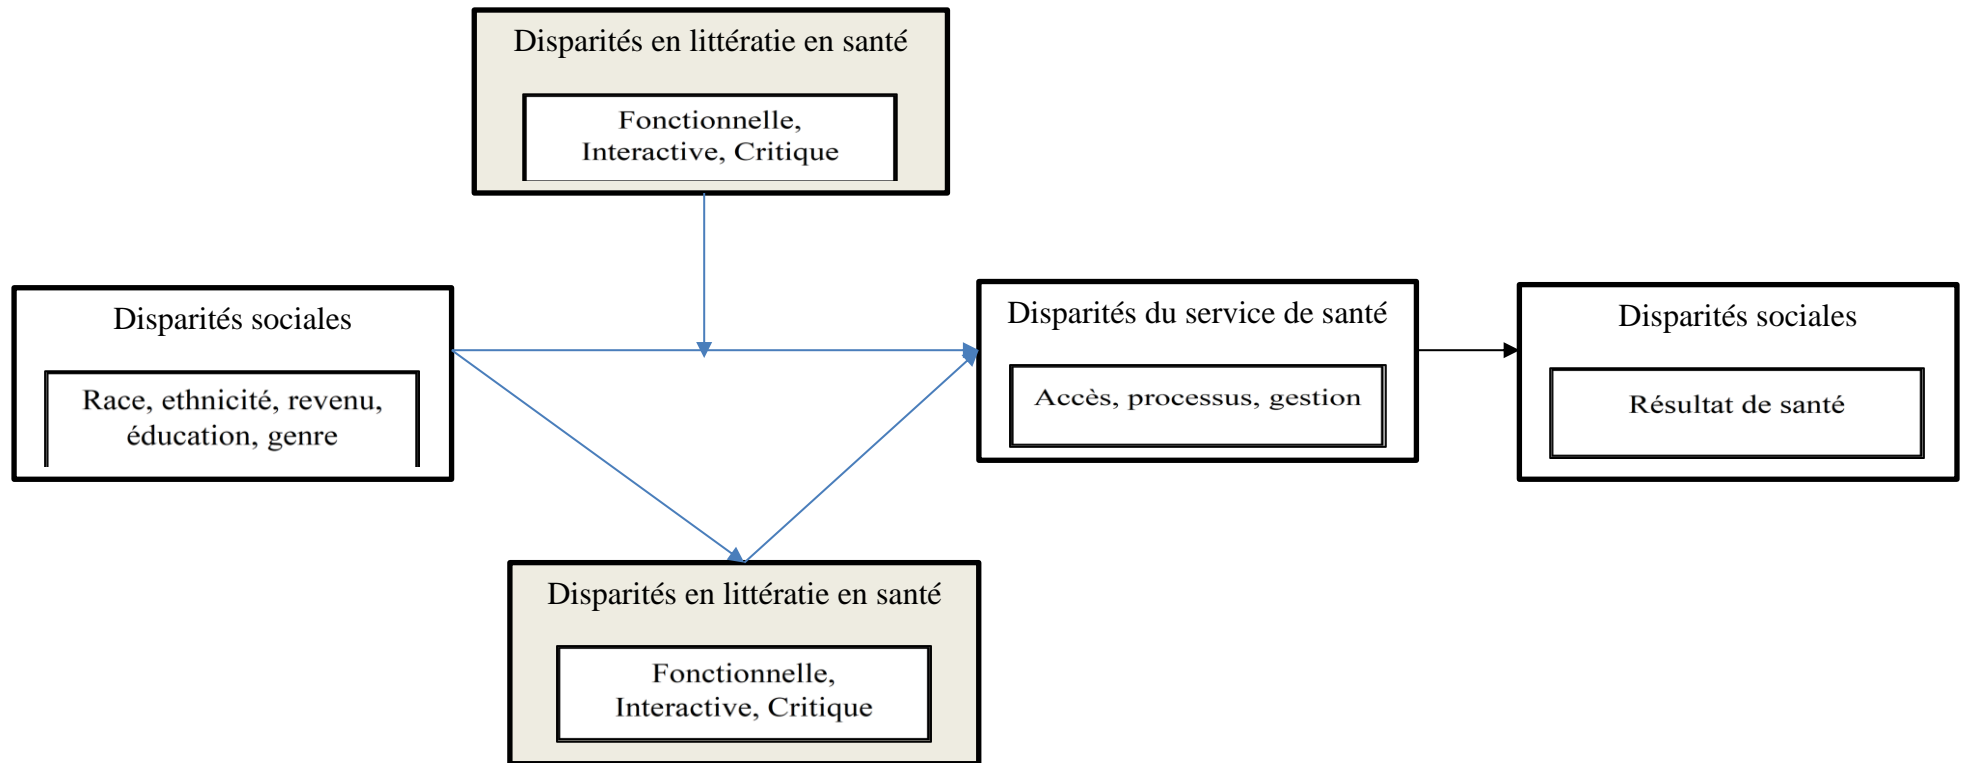 Disparités en littératie en santé
Fonctionnelle,
Interactive, Critique
Disparités sociales
Race, ethnicité, revenu,
éducation, genre
Disparités du service de santé
Accès, processus, gestion
Disparités sociales
Résultat de santé
Disparités en littératie en santé
Fonctionnelle,
Interactive, Critique